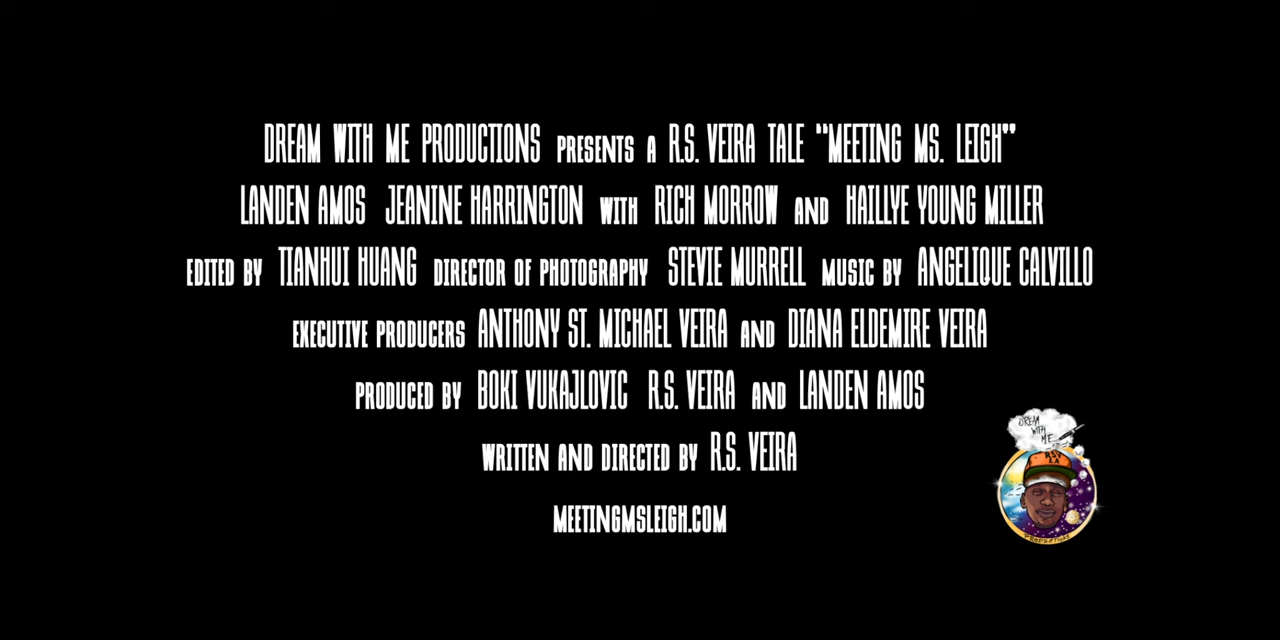 DREAM WITH ME PRODUCTIONS PRESENTS A R.S. VEIRA TALE "MEETING MS. LEIGH"
LANDEN AMOS JEANINE HARRINGTON WITH RICH MORROW AND HAILLYE YOUNG MILLER
EDITED BY TIANHUI HUANG DIRECTOR OF PHOTOGRAPHY STEVIE MURRELL MUSIC BY ANGELIQUE CALVILLO
EXECUTIVE PRODUCERS ANTHONY ST. MICHAEL VEIRA AND DIANA ELDEMIRE VEIRA
PRODUCED BY BOKI VUKAJLOVIC R.S. VEIRA AND LANDEN AMOS
WRITTEN AND DIRECTED BY R.S. VEIRA
MEETINGMSLEIGH.COM
DREAM
WITH
ME
PRODUCTIONS